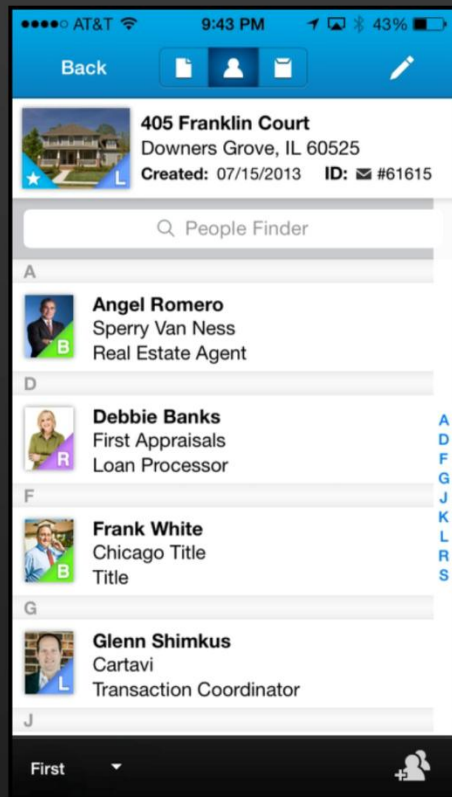 AT&T 9:43 PM 43%
Back
405 Franklin Court
Downers Grove, IL 60525
L
Created: 07/15/2013 ID: #61615
People Finder
A
Angel Romero
Sperry Van Ness
B
Real Estate Agent
D
Debbie Banks
First Appraisals
R
Loan Processor
F
Frank White
Chicago Title
B
Title
G
Glenn Shimkus
Cartavi
L
Transaction Coordinator
J
A
D
F
G
J
K
L
R
S
First